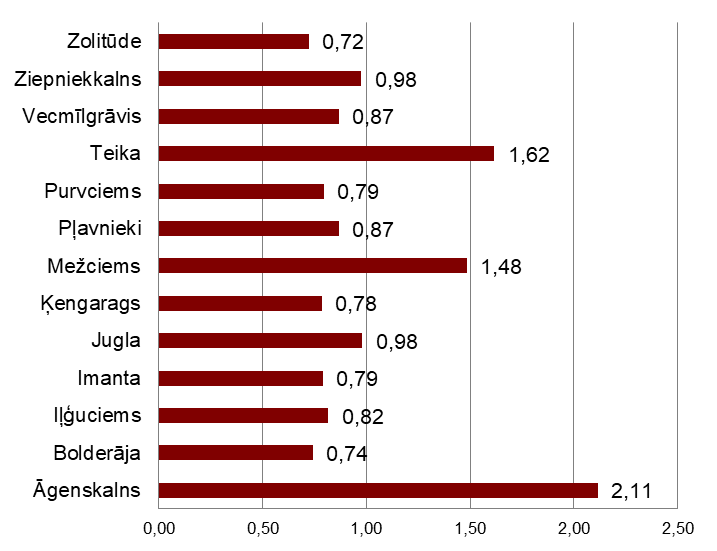 Zolitūde 0,72
Ziepniekkalns 0,98
Vecmīlgrāvis 0,87
Teika 1,62
Purvciems 0,79
Pļavnieki 0,87
Mežciems 1,48
Ķengarags 0,78
Jugla 0,98
Imanta 0,79
Iļģuciems 0,82
Bolderāja 0,74
Āgenskalns 2,11
0,00 0,50 1,00 1,50 2,00 2,50